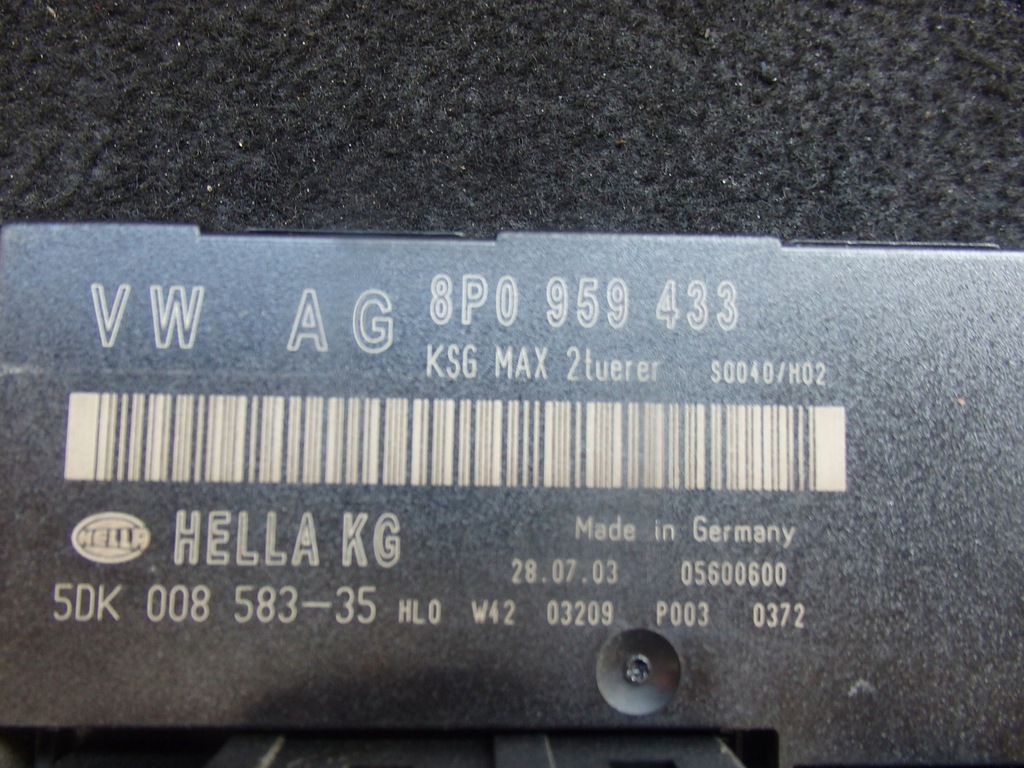 VW AG 8P0 959 433
KSG MAX 2tuerer S0040/H02
HELLA HELLA KG Made in Germany
28.07.03 05600600
5DK 008 583-35 HL0 W42 03209 P003 0372